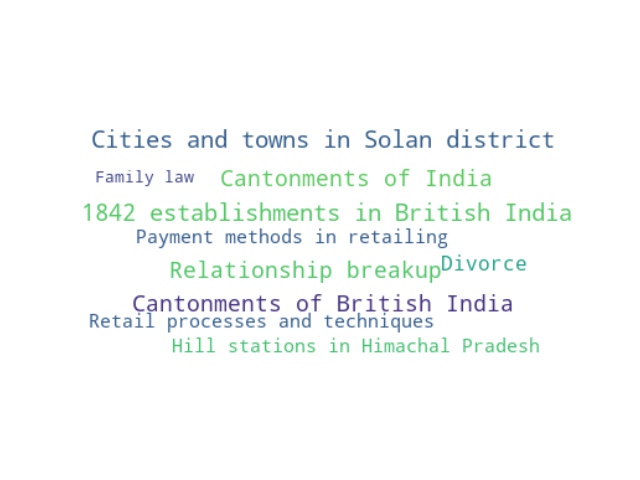 Cities and towns in Solan district
Family law
Cantonments of India
1842 establishments in British India
Payment methods in retailing
Relationship breakup
Divorce
Cantonments of British India
Retail processes and techniques
Hill stations in Himachal Pradesh